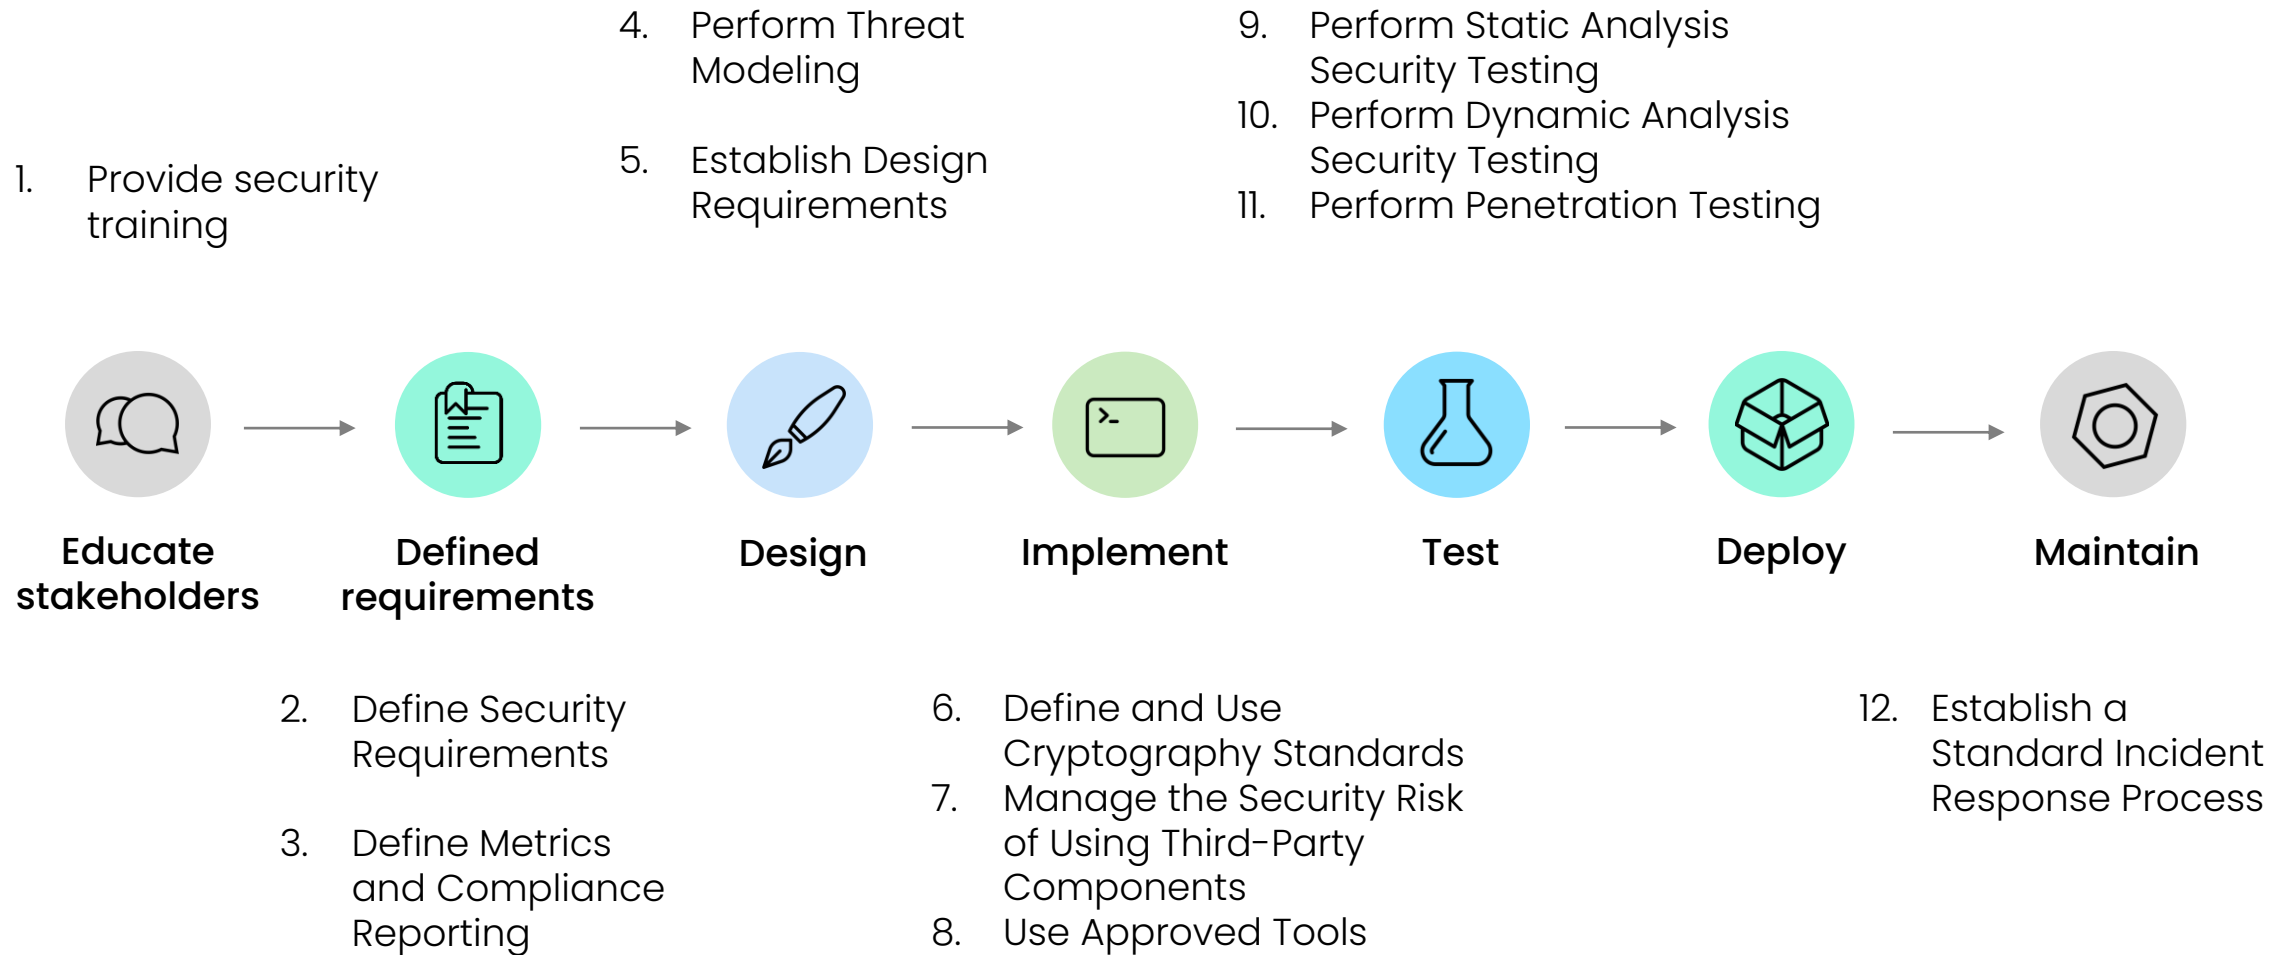 4. Perform Threat
Modeling
5. Establish Design
Requirements
9. Perform Static Analysis
Security Testing
10. Perform Dynamic Analysis
Security Testing
11. Perform Penetration Testing
1. Provide security
training
>_
Educate
stakeholders
Defined
requirements
Design
Implement
Test
Deploy
Maintain
2. Define Security
Requirements
3. Define Metrics
and Compliance
Reporting
6. Define and Use
Cryptography Standards
7. Manage the Security Risk
of Using Third-Party
Components
8. Use Approved Tools
12. Establish a
Standard Incident
Response Process